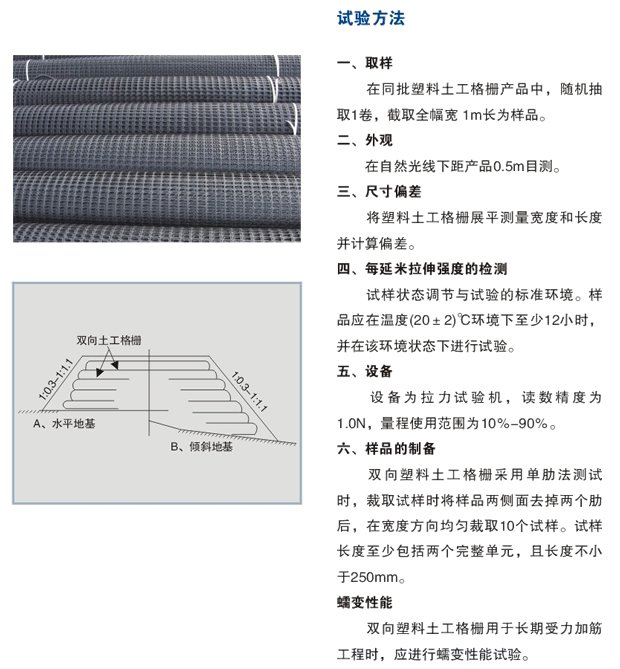 试验方法
一、取样
在同批塑料土工格栅产品中，随机抽
取1卷，截取全幅宽 1m长为样品。
二、外观
在自然光线下距产品0.5m目测。
三、尺寸偏差
将塑料土工格栅展平测量宽度和长度
并计算偏差。
四、每延米拉伸强度的检测
试样状态调节与试验的标准环境。样
品应在温度(20±2)℃环境下至少12小时，
并在该环境状态下进行试验。
五、设备
设备为拉力试验机，读数精度为
1.0N，量程使用范围为10%-90%。
六、样品的制备
双向塑料土工格栅采用单肋法测试
时，裁取试样时将样品两侧面去掉两个肋
后，在宽度方向均匀裁取10个试样。试样
长度至少包括两个完整单元，且长度不小
于250mm。
蠕变性能
双向塑料土工格栅用于长期受力加筋
工程时，应进行蠕变性能试验。
双向土工格栅
1:0.3-1:1.1
1:0.3-1:1.1
A、水平地基
B、倾斜地基